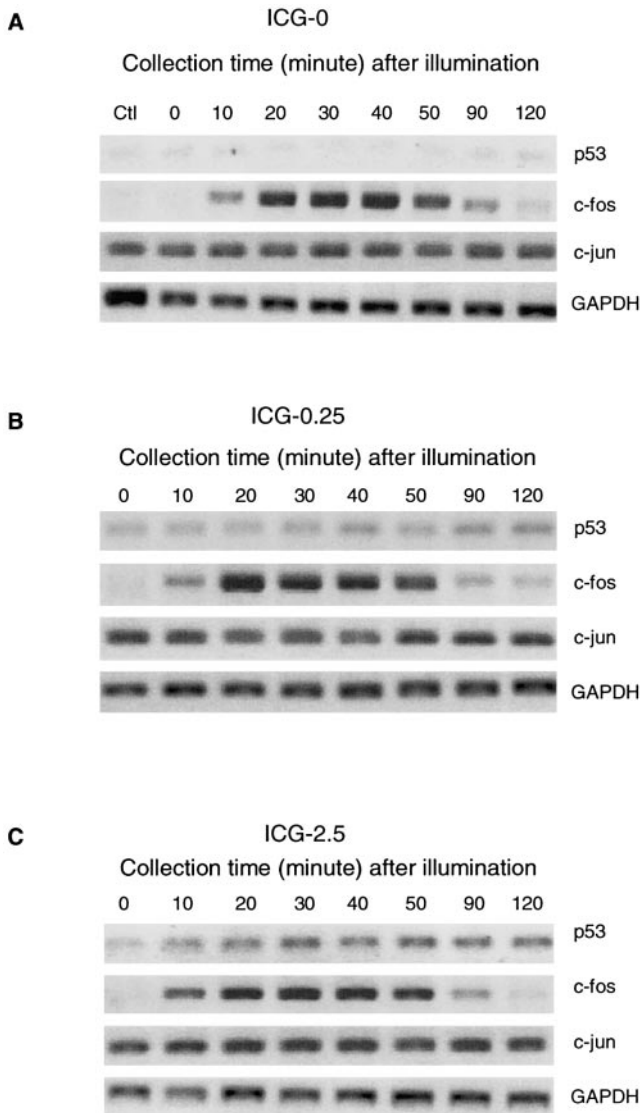 A
ICG-0
Collection time (minute) after illumination
Ctl 0 10 20 30 40 50 90 120
p53
c-fos
c-jun
GAPDH
B
ICG-0.25
Collection time (minute) after illumination
0 10 20 30 40 50 90 120
p53
c-fos
c-jun
GAPDH
C
ICG-2.5
Collection time (minute) after illumination
0 10 20 30 40 50 90 120
p53
c-fos
c-jun
GAPDH